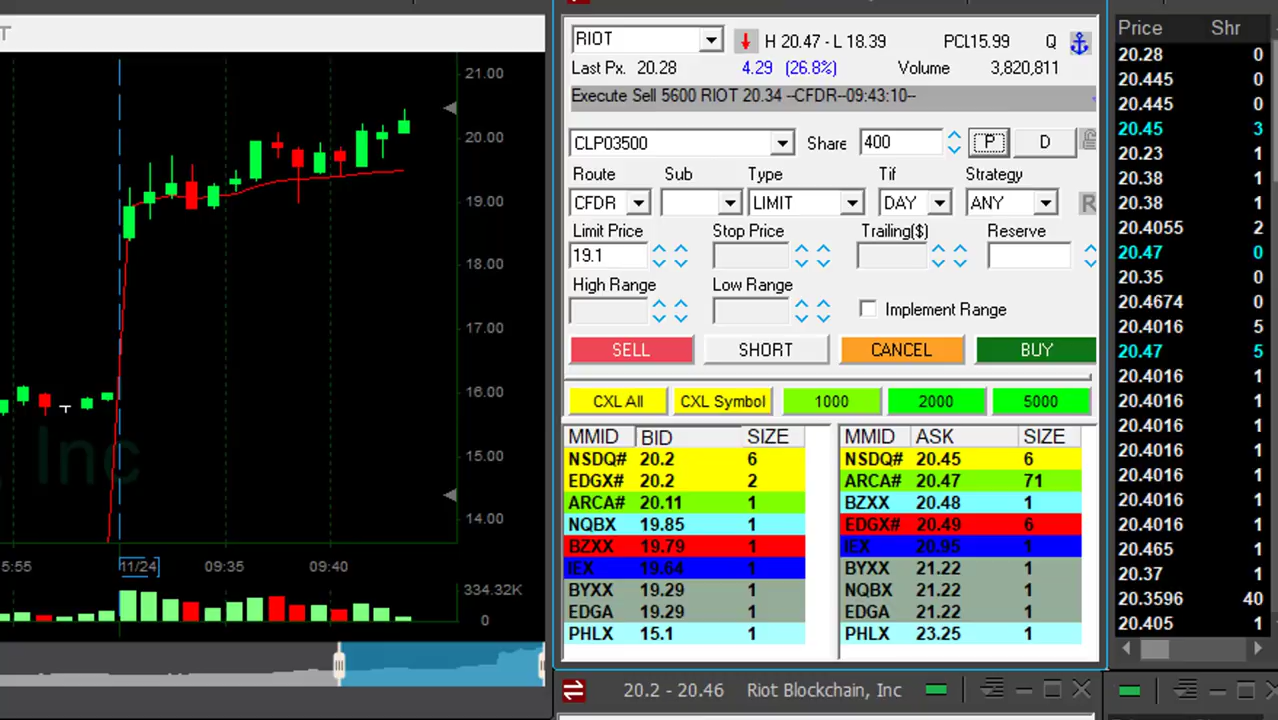 T
21.00
20.00
19.00
18.00
17.00
16.00
15.00
14.00
Inc
5:55
11/24
09:35
09:40
334.32K
0
RIOT
H 20.47 - L 18.39
PCL15.99
Q
Last Px. 20.28
4.29 (26.8%)
Volume
3,820,811
Execute Sell 5600 RIOT 20.34 --CFDR--09:43:10--
CLP03500
Share
400
P
D
Route
Sub
Type
Tif
Strategy
CFDR
LIMIT
DAY
ANY
R
Limit Price
Stop Price
Trailing($)
Reserve
19.1
High Range
Low Range
Implement Range
SELL
SHORT
CANCEL
BUY
CXL All
CXL Symbol
1000
2000
5000
MMID BID SIZE
NSDQ# 20.2 6
EDGX# 20.2 2
ARCA# 20.11 1
NQBX 19.85 1
BZXX 19.79 1
IEX 19.64 1
BYXX 19.29 1
EDGA 19.29 1
PHLX 15.1 1
MMID ASK SIZE
NSDQ# 20.45 6
ARCA# 20.47 71
BZXX 20.48 1
EDGX# 20.49 6
IEX 20.95 1
BYXX 21.22 1
NQBX 21.22 1
EDGA 21.22 1
PHLX 23.25 1
20.2 - 20.46 Riot Blockchain, Inc
Price Shr
20.28 0
20.445 0
20.445 0
20.45 3
20.23 1
20.38 1
20.38 1
20.4055 2
20.47 0
20.35 0
20.4674 0
20.4016 5
20.47 5
20.4016 1
20.4016 1
20.4016 1
20.4016 1
20.4016 1
20.4016 1
20.4016 1
20.465 1
20.37 1
20.3596 40
20.405 1